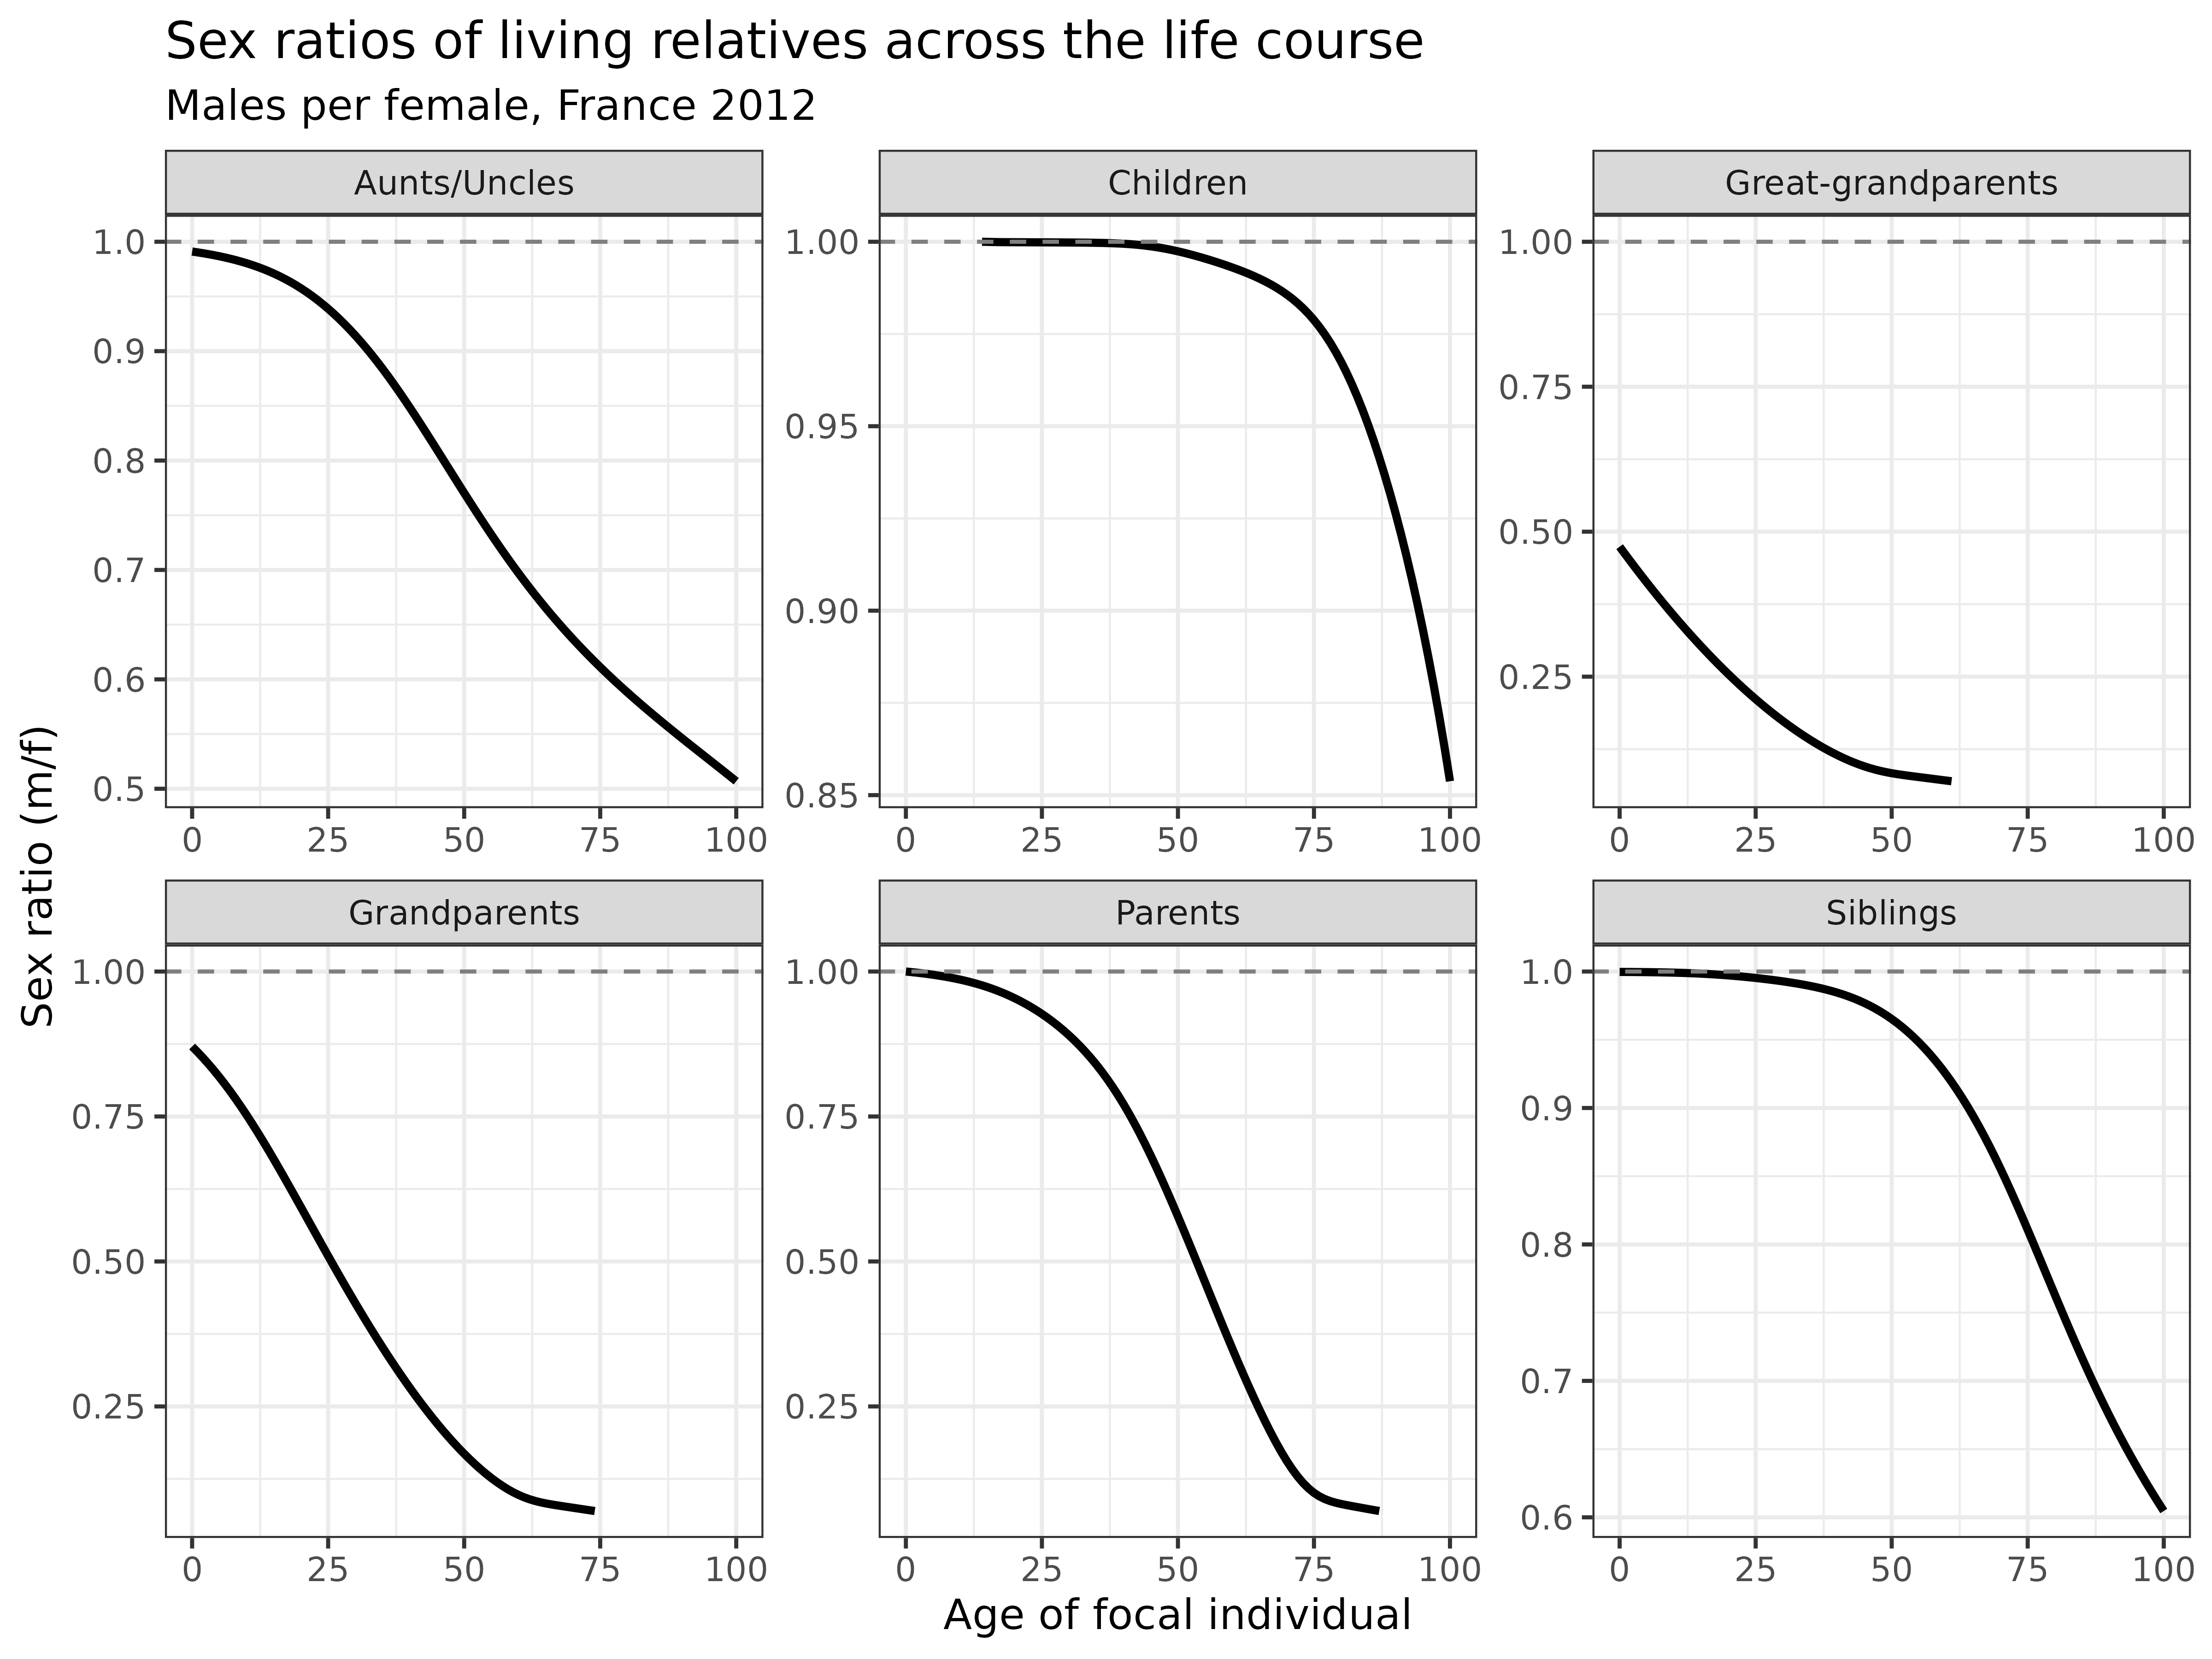 Sex ratios of living relatives across the life course
Males per female, France 2012
Aunts/Uncles
1.0
0.9
0.8
0.7
0.6
0.5
0 25 50 75 100
Children
1.00
0.95
0.90
0.85
0 25 50 75 100
Great-grandparents
1.00
0.75
0.50
0.25
0 25 50 75 100
Sex ratio (m/f)
Grandparents
1.00
0.75
0.50
0.25
0 25 50 75 100
Parents
1.00
0.75
0.50
0.25
0 25 50 75 100
Siblings
1.0
0.9
0.8
0.7
0.6
0 25 50 75 100
Age of focal individual